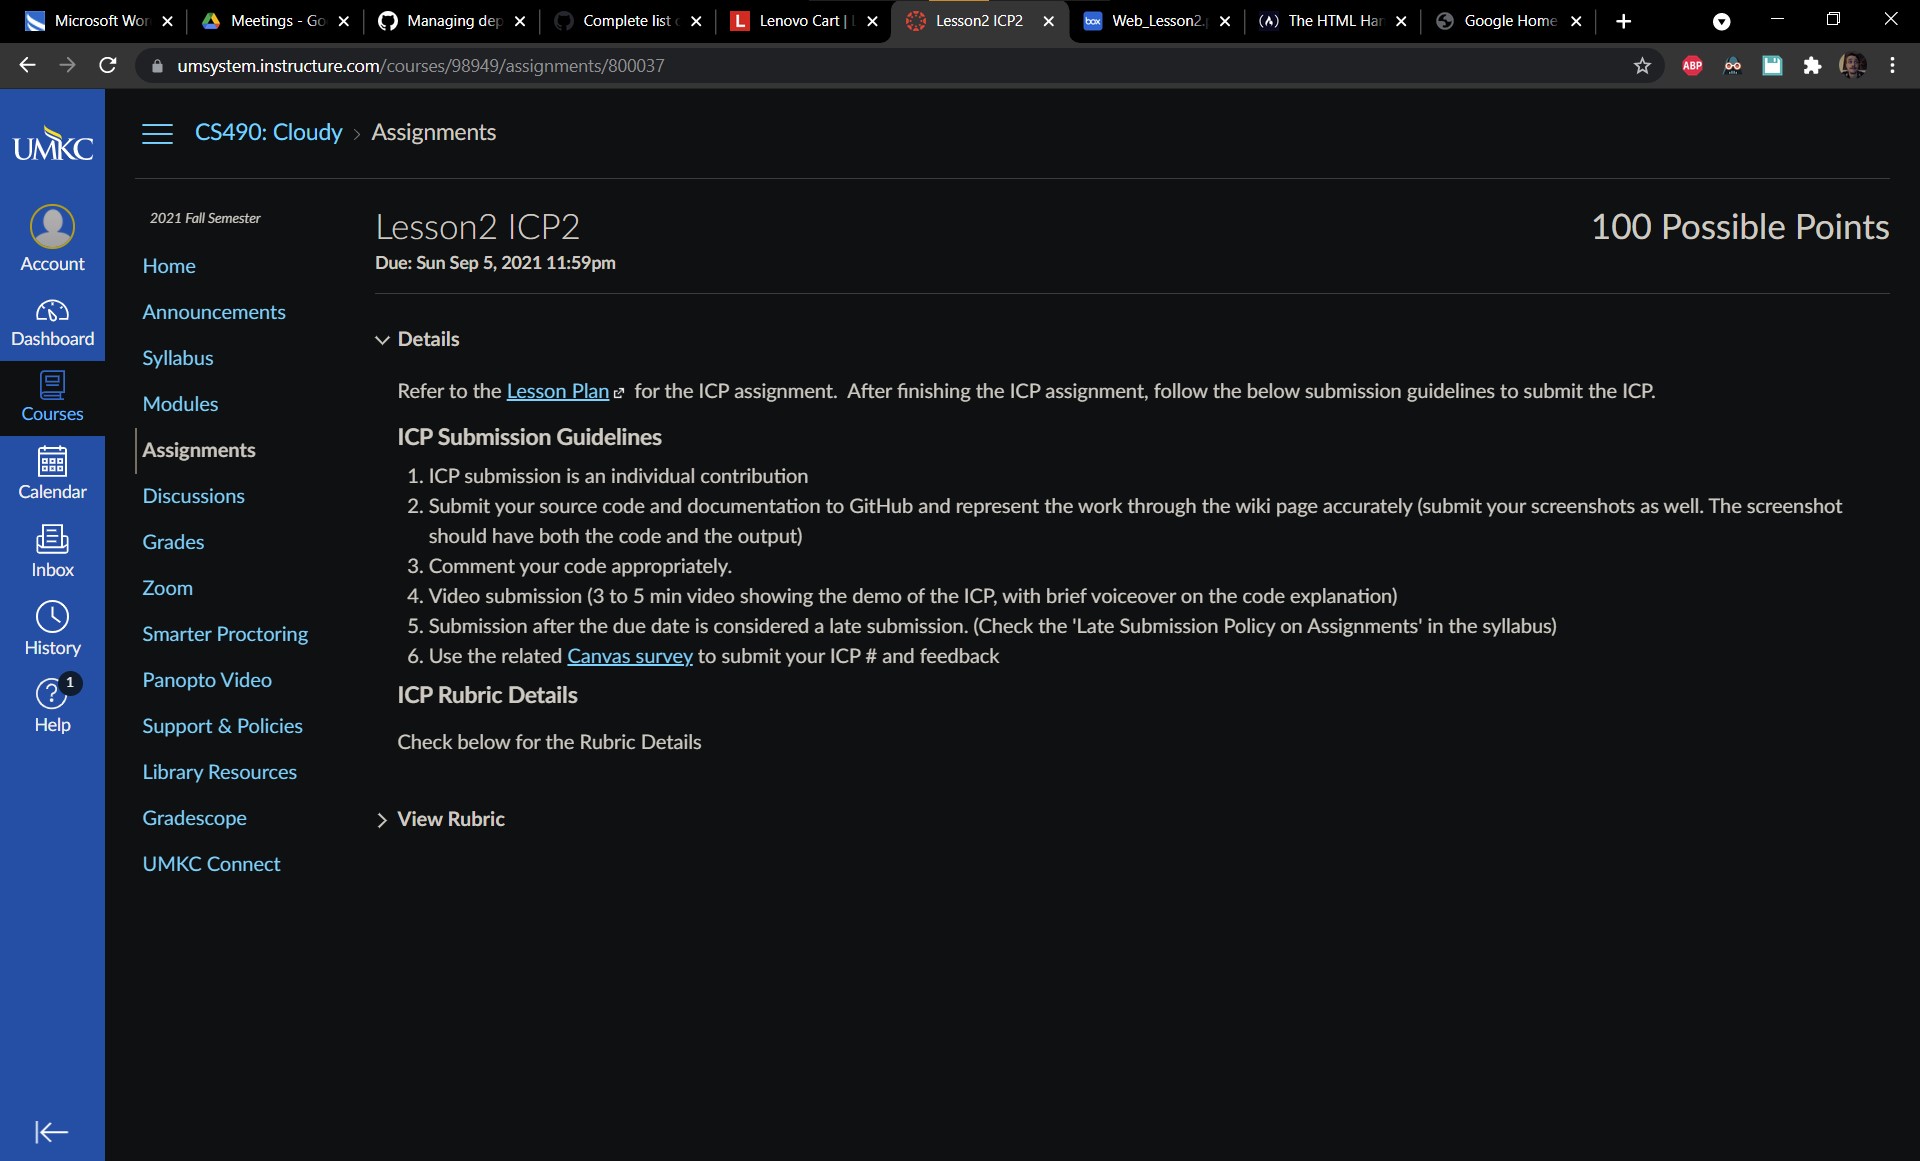 Microsoft Wor
Meetings - Go
Managing dep
Complete list
Lenovo Cart |
Lesson2 ICP2
box
Web_Lesson2.
The HTML Han
Google Home
umsystem.instructure.com/courses/98949/assignments/800037
ABP
UMKC
CS490: Cloudy
Assignments
Account
Dashboard
Courses
Calendar
Inbox
History
1
Help
2021 Fall Semester
Home
Announcements
Syllabus
Modules
Assignments
Discussions
Grades
Zoom
Smarter Proctoring
Panopto Video
Support & Policies
Library Resources
Gradescope
UMKC Connect
Lesson2 ICP2
100 Possible Points
Due: Sun Sep 5, 2021 11:59pm
Details
Refer to the Lesson Plan for the ICP assignment. After finishing the ICP assignment, follow the below submission guidelines to submit the ICP.
ICP Submission Guidelines
1. ICP submission is an individual contribution
2. Submit your source code and documentation to GitHub and represent the work through the wiki page accurately (submit your screenshots as well. The screenshot
should have both the code and the output)
3. Comment your code appropriately.
4. Video submission (3 to 5 min video showing the demo of the ICP, with brief voiceover on the code explanation)
5. Submission after the due date is considered a late submission. (Check the 'Late Submission Policy on Assignments' in the syllabus)
6. Use the related Canvas survey to submit your ICP # and feedback
ICP Rubric Details
Check below for the Rubric Details
View Rubric